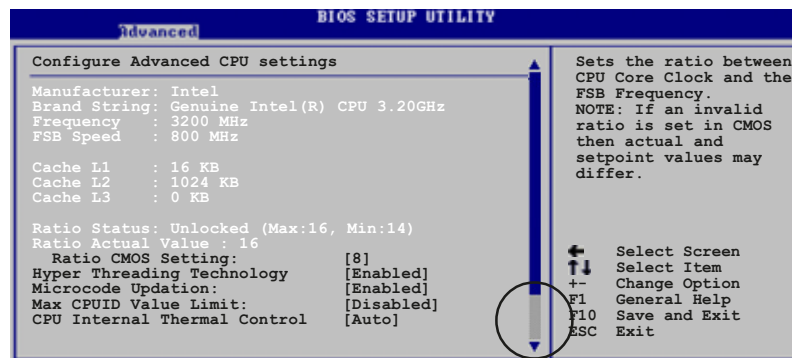 BIOS SETUP UTILITY
Advanced
Configure Advanced CPU settings
Manufacturer: Intel
Brand String: Genuine Intel(R) CPU 3.20GHz
Frequency : 3200 MHz
FSB Speed : 800 MHz
Cache L1 : 16 KB
Cache L2 : 1024 KB
Cache L3 : 0 KB
Ratio Status: Unlocked (Max:16, Min:14)
Ratio Actual Value : 16
Ratio CMOS Setting: [8]
Hyper Threading Technology [Enabled]
Microcode Updation: [Enabled]
Max CPUID Value Limit: [Disabled]
CPU Internal Thermal Control [Auto]
Sets the ratio between
CPU Core Clock and the
FSB Frequency.
NOTE: If an invalid
ratio is set in CMOS
then actual and
setpoint values may
differ.
← Select Screen
↑↓ Select Item
+- Change Option
F1 General Help
F10 Save and Exit
ESC Exit